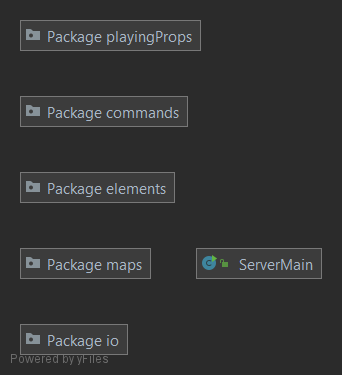 Package playingProps
Package commands
Package elements
Package maps
ServerMain
Package io
Powered by yFiles